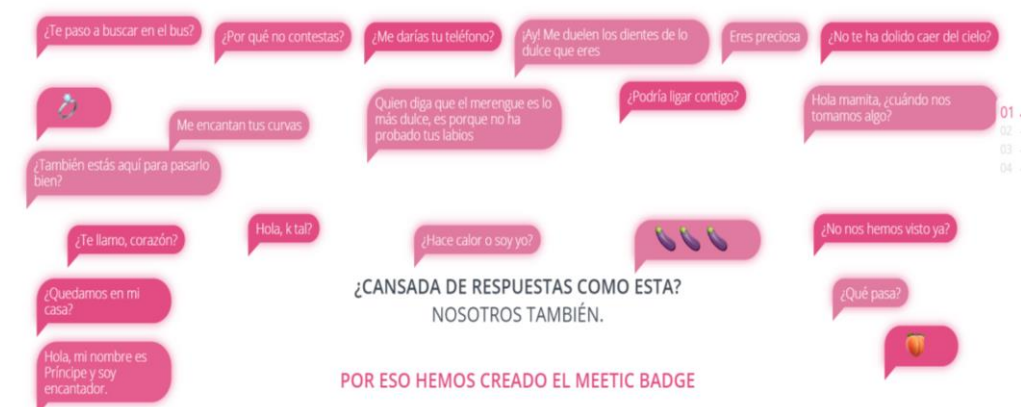 ¿Te paso a buscar en el bus?
¿Por qué no contestas?
¿Me darías tu teléfono?
¡Ay! Me duelen los dientes de lo
dulce que eres
Eres preciosa
¿No te ha dolido caer del cielo?
Me encantan tus curvas
Quien diga que el merengue es lo
más dulce, es porque no ha
probado tus labios
¿Podría ligar contigo?
Hola mamita, ¿cuándo nos
tomamos algo?
01
02
03
04
¿También estás aquí para pasarlo
bien?
¿Te llamo, corazón?
Hola, k tal?
¿Hace calor o soy yo?
¿No nos hemos visto ya?
¿Quedamos en mi
casa?
¿CANSADA DE RESPUESTAS COMO ESTA?
NOSOTROS TAMBIÉN.
¿Qué pasa?
Hola, mi nombre es
Príncipe y soy
encantador.
POR ESO HEMOS CREADO EL MEETIC BADGE